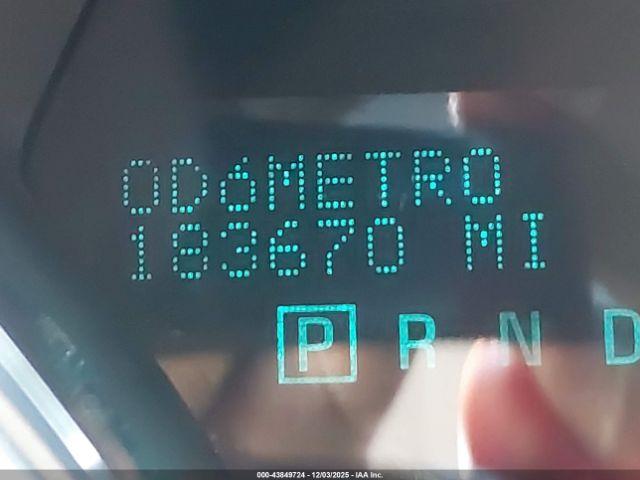 ODóMETRO
183670 MI
P R N D
000-43849724 - 12/03/2025 - IAA Inc.